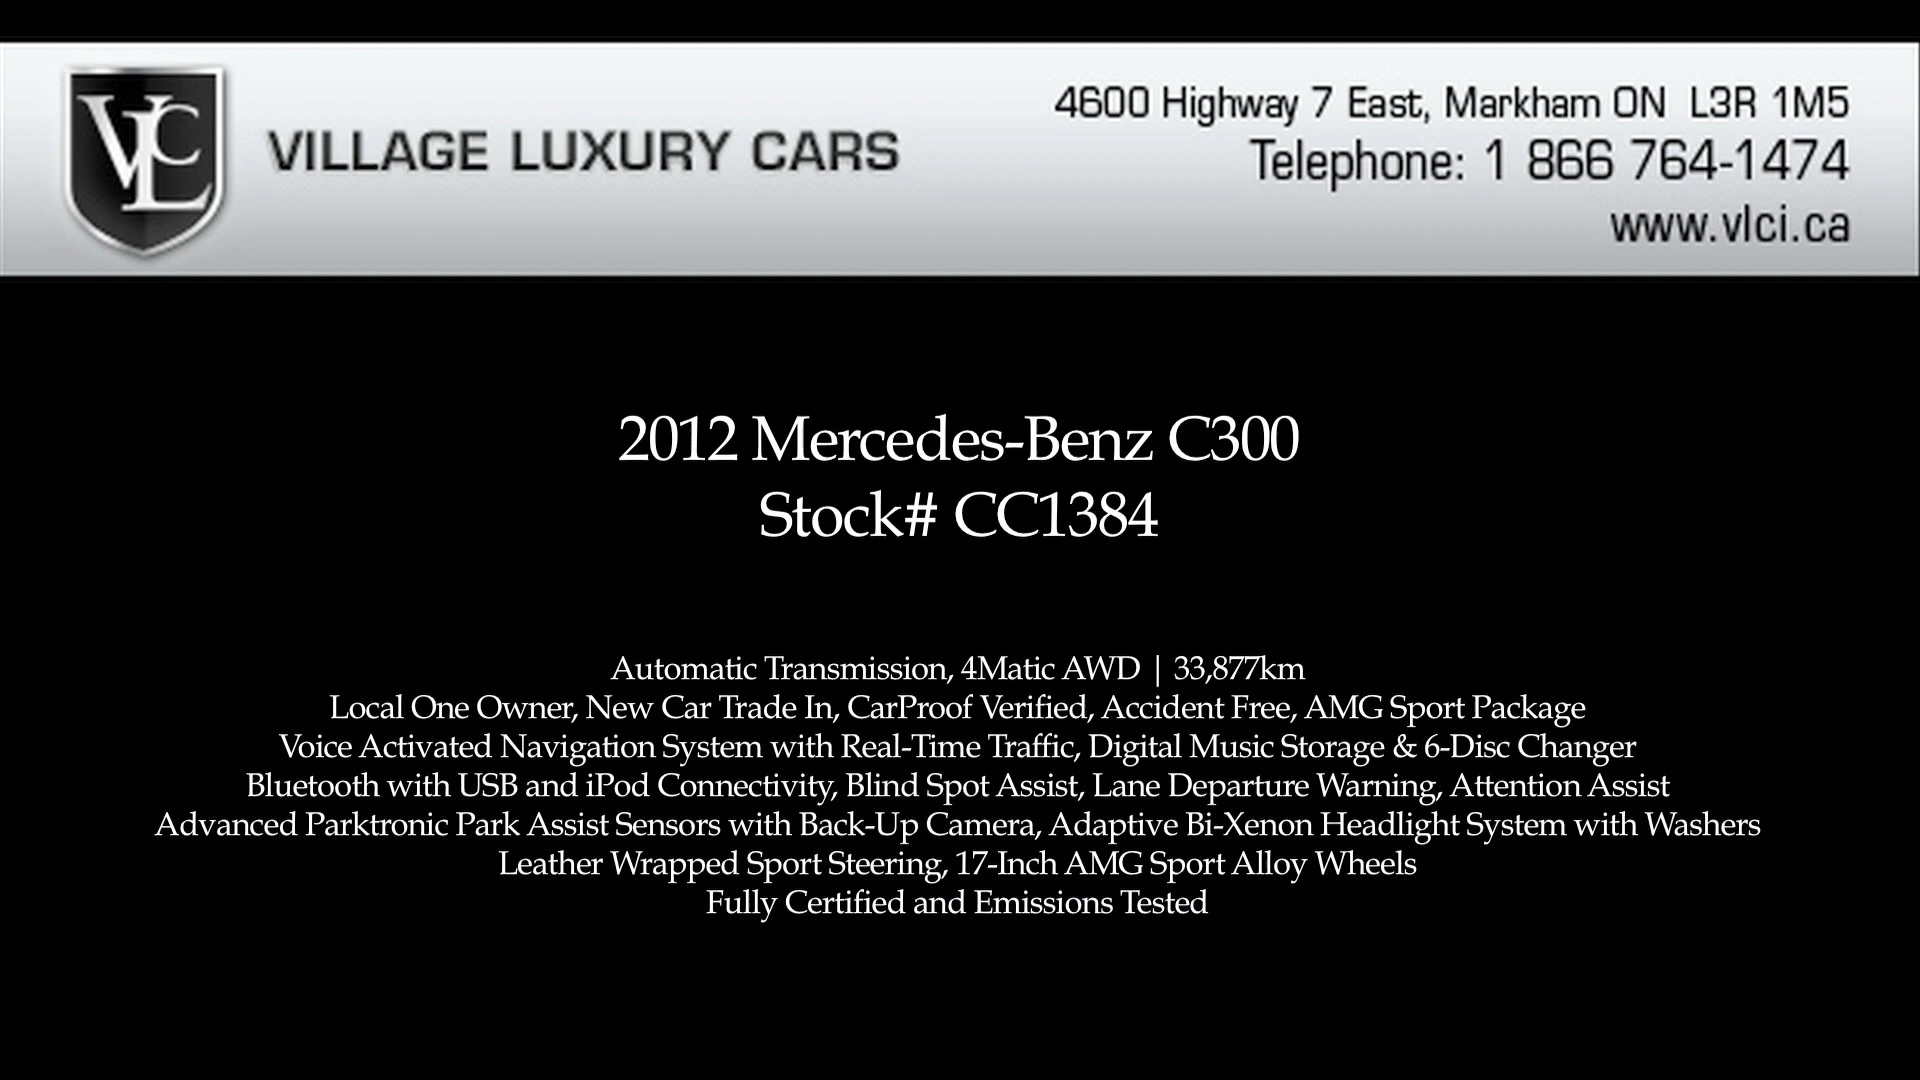 VLC
VILLAGE LUXURY CARS
4600 Highway 7 East, Markham ON L3R 1M5
Telephone: 1 866 764-1474
www.vlci.ca
2012 Mercedes-Benz C300
Stock# CC1384
Automatic Transmission, 4Matic AWD | 33,877km
Local One Owner, New Car Trade In, CarProof Verified, Accident Free, AMG Sport Package
Voice Activated Navigation System with Real-Time Traffic, Digital Music Storage & 6-Disc Changer
Bluetooth with USB and iPod Connectivity, Blind Spot Assist, Lane Departure Warning, Attention Assist
Advanced Parktronic Park Assist Sensors with Back-Up Camera, Adaptive Bi-Xenon Headlight System with Washers
Leather Wrapped Sport Steering, 17-Inch AMG Sport Alloy Wheels
Fully Certified and Emissions Tested